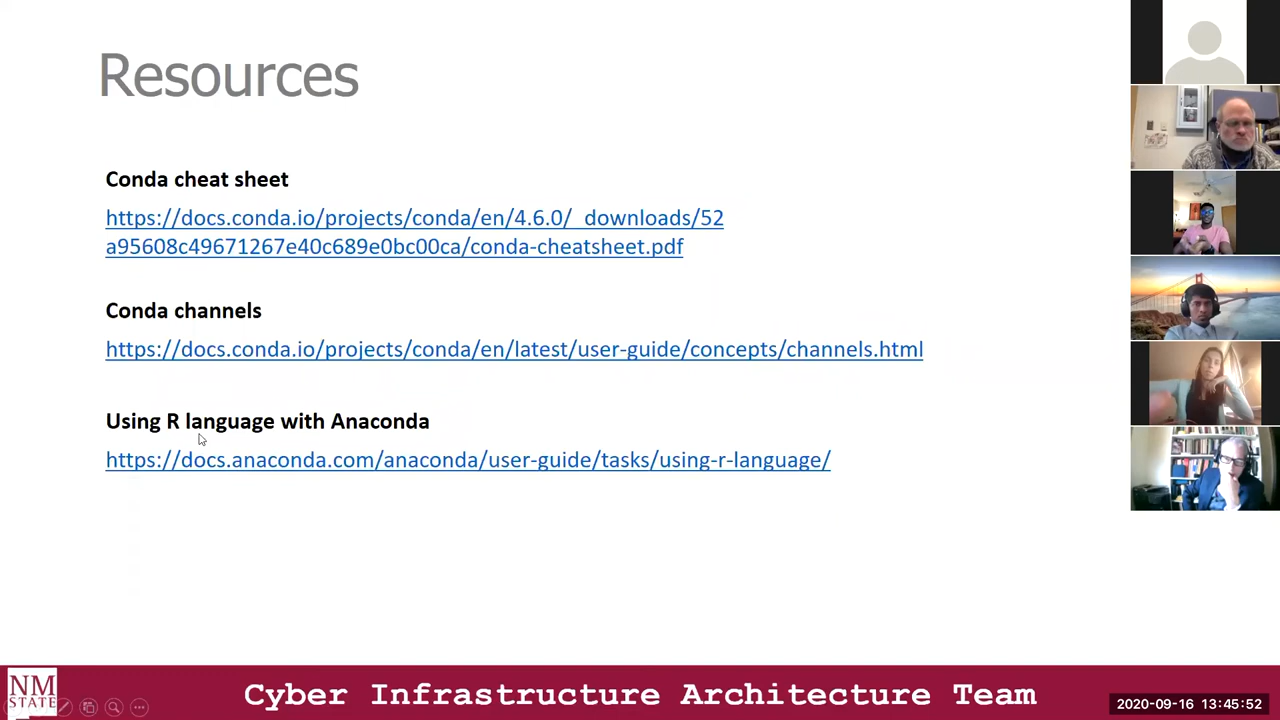 Resources
Conda cheat sheet
https://docs.conda.io/projects/conda/en/4.6.0/_downloads/52
a95608c49671267e40c689e0bc00ca/conda-cheatsheet.pdf
Conda channels
https://docs.conda.io/projects/conda/en/latest/user-guide/concepts/channels.html
Using R language with Anaconda
https://docs.anaconda.com/anaconda/user-guide/tasks/using-r-language/
NM
STATE
Cyber Infrastructure Architecture Team
2020-09-16 13:45:52